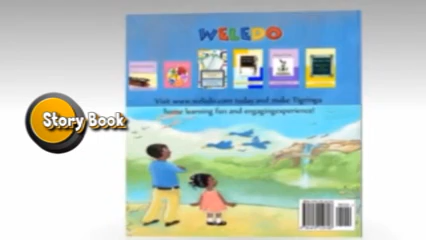 WELEDO
Visit www.weledo.com today and make Tigrinya
home learning fun and engaging experience!
Story Book